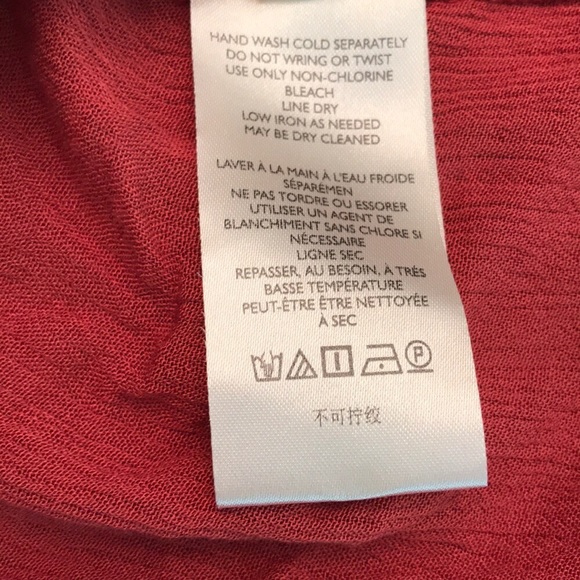 HAND WASH COLD SEPARATELY
DO NOT WRING OR TWIST
USE ONLY NON-CHLORINE
BLEACH
LINE DRY
LOW IRON AS NEEDED
MAY BE DRY CLEANED
LAVER À LA MAIN À L'EAU FROIDE
SÉPARÉMEN
NE PAS TORDRE OU ESSORER
UTILISER UN AGENT DE
BLANCHIMENT SANS CHLORE SI
NÉCESSAIRE
LIGNE SEC
REPASSER, AU BESOIN, À TRÈS
BASSE TEMPÉRATURE
PEUT-ÊTRE ÊTRE NETTOYÉE
À SEC
P
不可拧绞